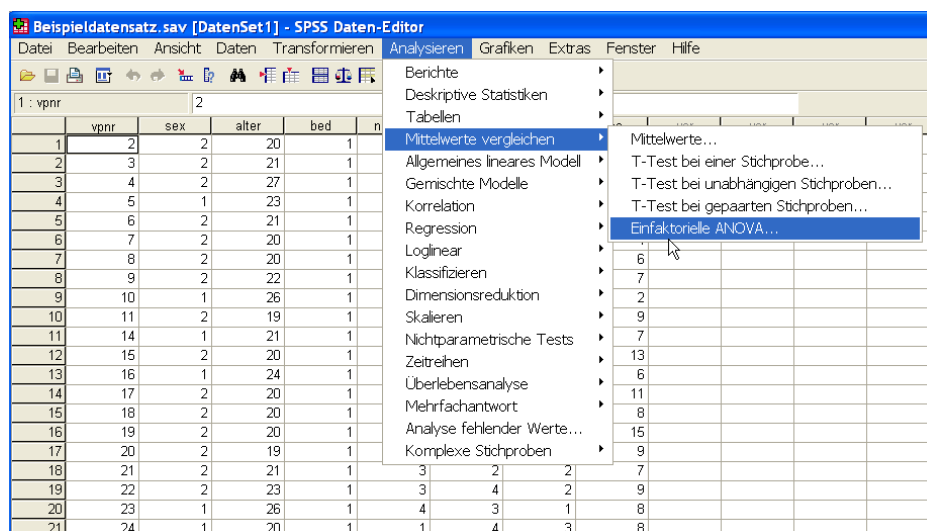 Beispieldatensatz.sav [DatenSet1] - SPSS Daten-Editor
Datei Bearbeiten Ansicht Daten Transformieren Analysieren Grafiken Extras Fenster Hilfe
1 : vpnr 2
vpnr sex alter bed n
1 2 2 20 1
2 3 2 21 1
3 4 2 27 1
4 5 1 23 1
5 6 2 21 1
6 7 2 20 1
7 8 2 20 1 6
8 9 2 22 1 7
9 10 1 26 1 2
10 11 2 19 1 9
11 14 1 21 1 7
12 15 2 20 1 13
13 16 1 24 1 6
14 17 2 20 1 11
15 18 2 20 1 8
16 19 2 20 1 15
17 20 2 19 1 9
18 21 2 21 1 3 2 2 7
19 22 2 23 1 3 4 2 9
20 23 1 26 1 4 3 1 8
21 24 1 20 1 1 4 3 8
Berichte
Deskriptive Statistiken
Tabellen
Mittelwerte vergleichen
Allgemeines lineares Modell
Gemischte Modelle
Korrelation
Regression
Loglinear
Klassifizieren
Dimensionsreduktion
Skalieren
Nichtparametrische Tests
Zeitreihen
Überlebensanalyse
Mehrfachantwort
Analyse fehlender Werte...
Komplexe Stichproben
Mittelwerte...
T-Test bei einer Stichprobe...
T-Test bei unabhängigen Stichproben...
T-Test bei gepaarten Stichproben...
Einfaktorielle ANOVA...